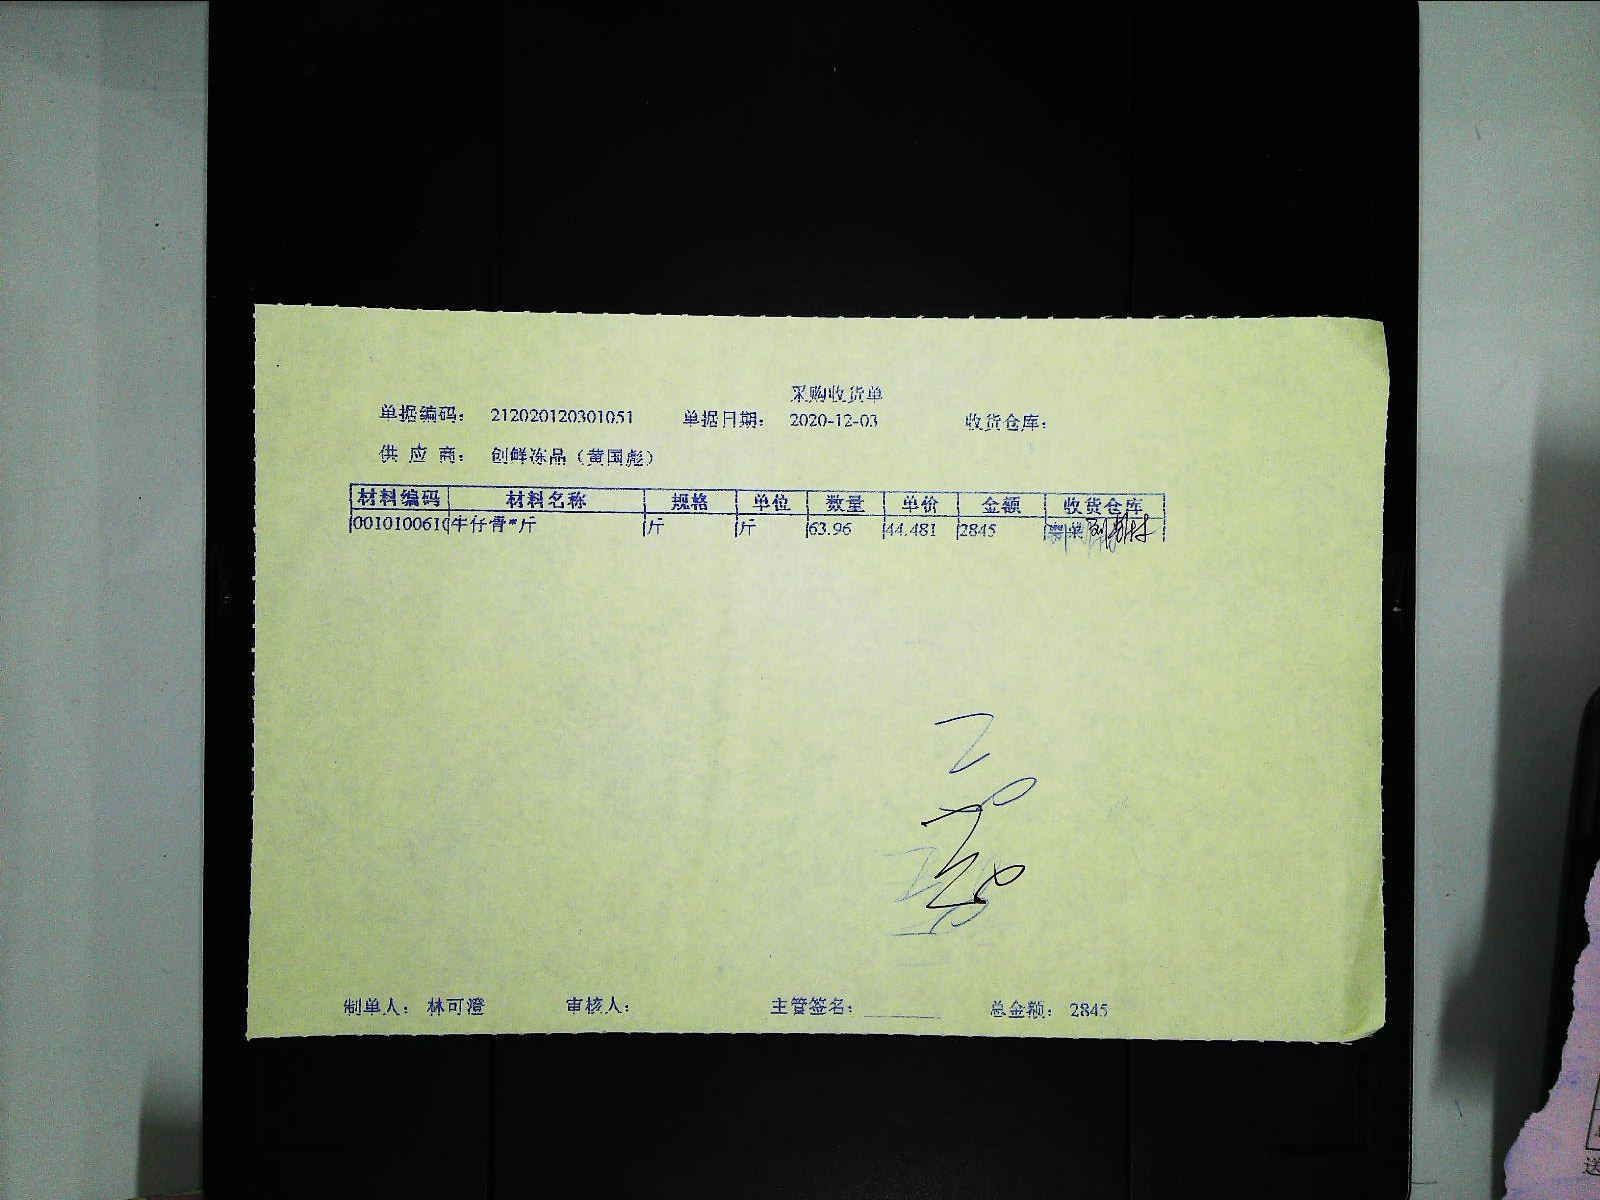 采购收货单
单据编码： 212020120301051 单据日期： 2020-12-03 收货仓库：
供 应 商： 创鲜冻品（黄国彪）
材料编码 材料名称 规格 单位 数量 单价 金额 收货仓库
0010100610 牛仔骨*斤 斤 斤 63.96 44.481 2845 粤菜
制单人： 林可澄 审核人： 主管签名： 总金额： 2845
送